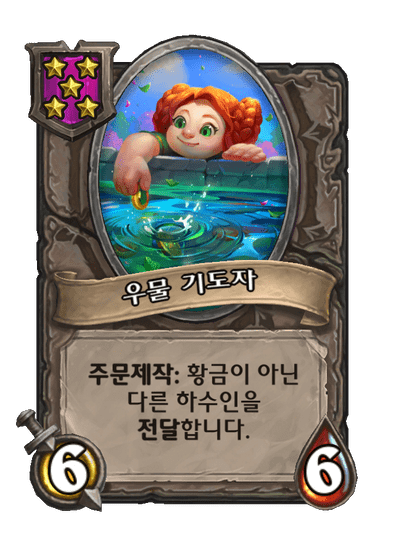 우물 기도자
주문제작: 황금이 아닌
다른 하수인을
전달합니다.
6
6